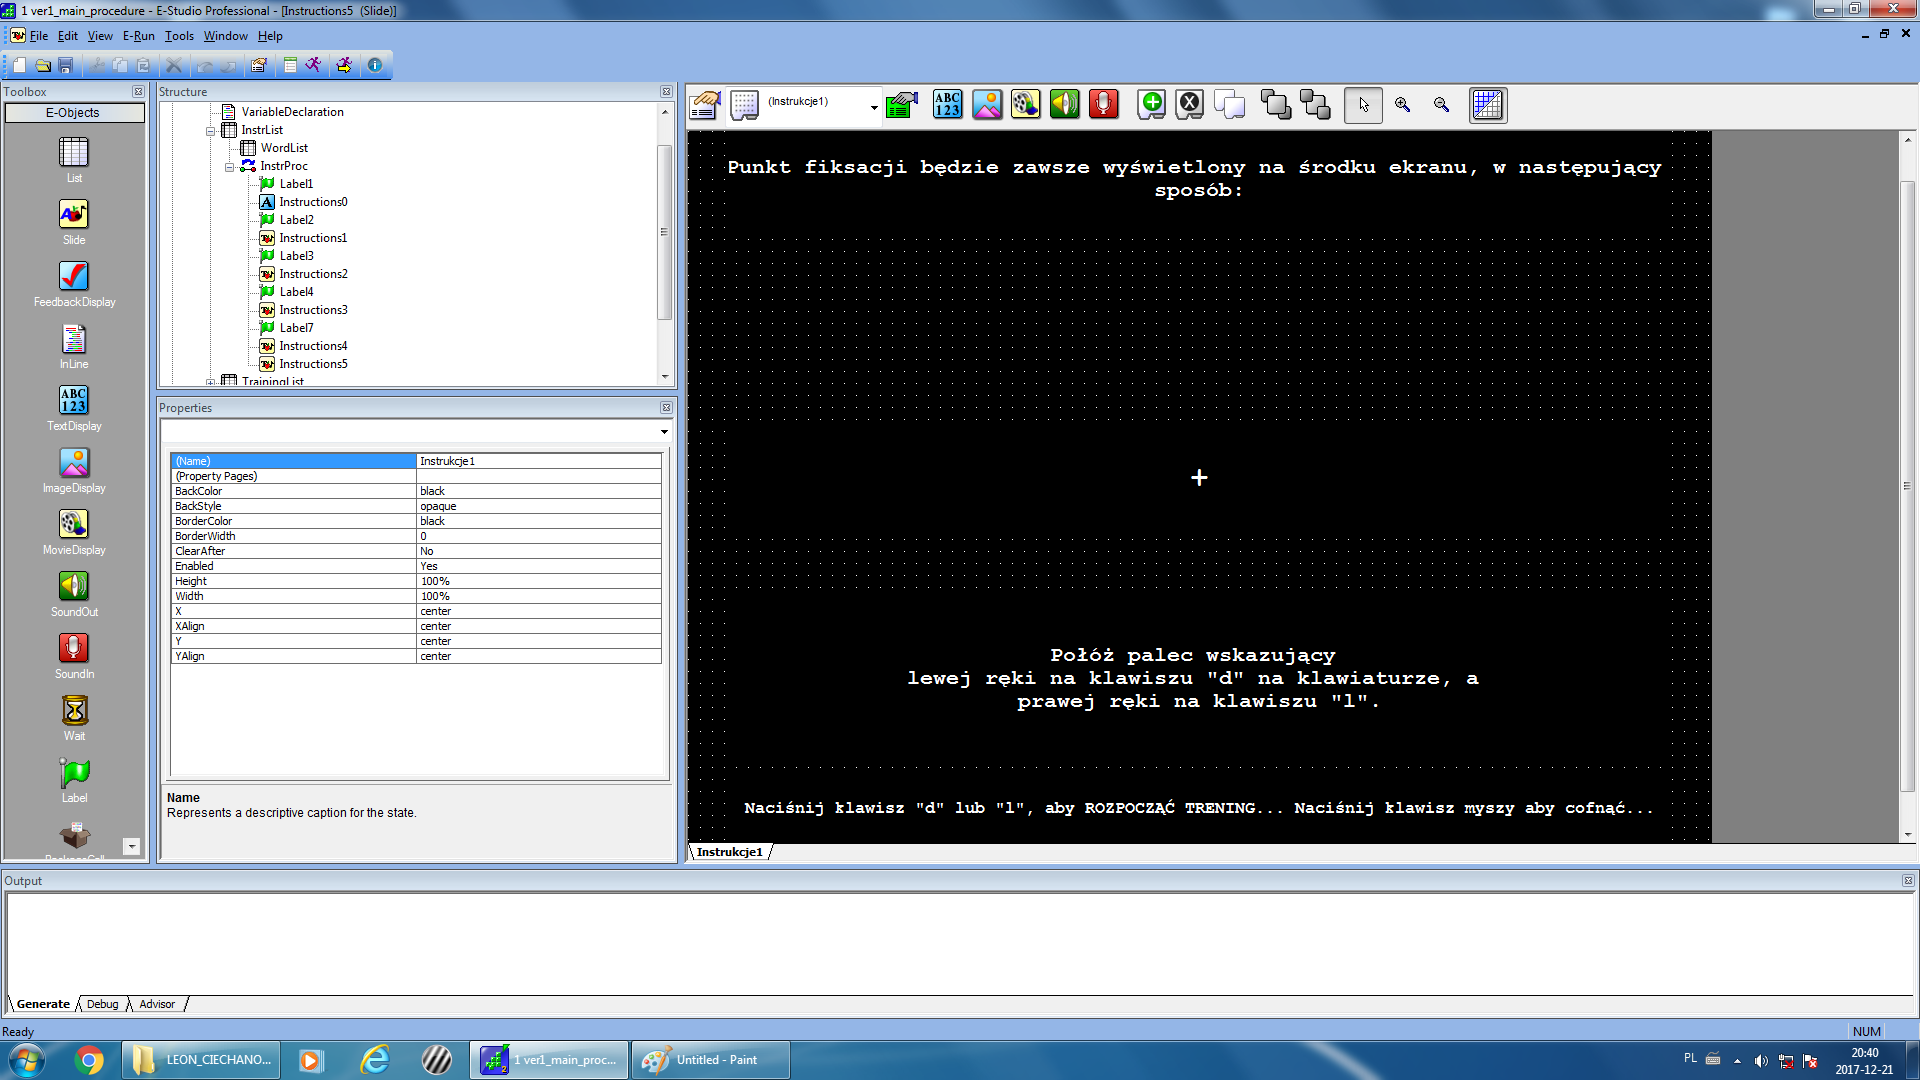 1 ver1_main_procedure - E-Studio Professional - [Instructions5 (Slide)]
File Edit View E-Run Tools Window Help
Toolbox
E-Objects
List
Slide
FeedbackDisplay
InLine
ABC
123
TextDisplay
ImageDisplay
MovieDisplay
SoundOut
SoundIn
Wait
Label
Structure
VariableDeclaration
InstrList
WordList
InstrProc
Label1
Instructions0
Label2
Instructions1
Label3
Instructions2
Label4
Instructions3
Label7
Instructions4
Instructions5
TrainingList
Properties
(Name) Instrukcje1
(Property Pages)
BackColor black
BackStyle opaque
BorderColor black
BorderWidth 0
ClearAfter No
Enabled Yes
Height 100%
Width 100%
X center
XAlign center
Y center
YAlign center
Name
Represents a descriptive caption for the state.
(Instrukcje1)
ABC
123
Punkt fiksacji będzie zawsze wyświetlony na środku ekranu, w następujący
sposób:
+
Połóż palec wskazujący
lewej ręki na klawiszu "d" na klawiaturze, a
prawej ręki na klawiszu "l".
Naciśnij klawisz "d" lub "l", aby ROZPOCZĄĆ TRENING... Naciśnij klawisz myszy aby cofnąć...
Instrukcje1
Output
Generate Debug Advisor
Ready
NUM
LEON_CIECHANO...
1 ver1_main_proc...
Untitled - Paint
PL
20:40
2017-12-21